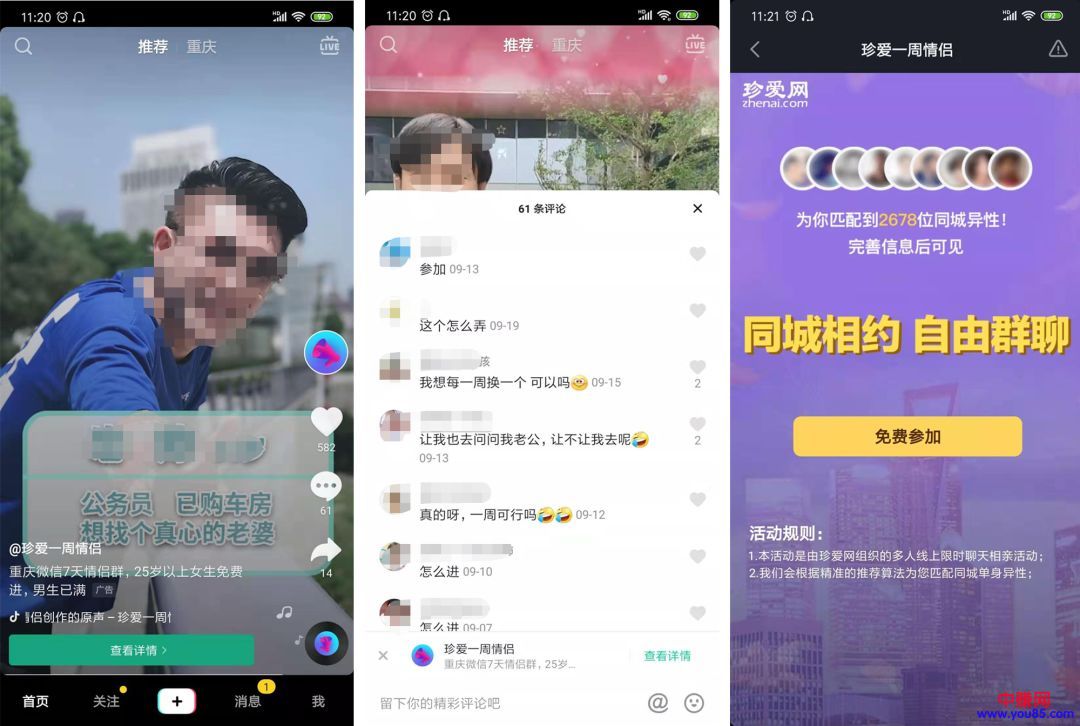 11:20
HD
92
推荐
重庆
LIVE
582
61
14
公务员 已购车房
想找个真心的老婆
@珍爱一周情侣
重庆微信7天情侣群，25岁以上女生免费
进，男生已满 广告
侣创作的原声 – 珍爱一周
查看详情 >
首页
关注
+
消息
1
我
11:20
HD
92
推荐
重庆
LIVE
61 条评论
×
参加 09-13
这个怎么弄 09-19
孩
我想每一周换一个 可以吗 09-15
2
让我也去问问我老公，让不让我去呢
09-13
2
真的呀，一周可行吗 09-12
怎么进 09-10
怎么进 09-07
珍爱一周情侣
重庆微信7天情侣群，25岁...
查看详情
留下你的精彩评论吧
@
11:21
HD
92
珍爱一周情侣
珍爱网
zhenai.com
为你匹配到2678位同城异性！
完善信息后可见
同城相约 自由群聊
免费参加
活动规则：
1.本活动是由珍爱网组织的多人线上限时聊天相亲活动；
2.我们会根据精准的推荐算法为您匹配同城单身异性；
www.you85.com